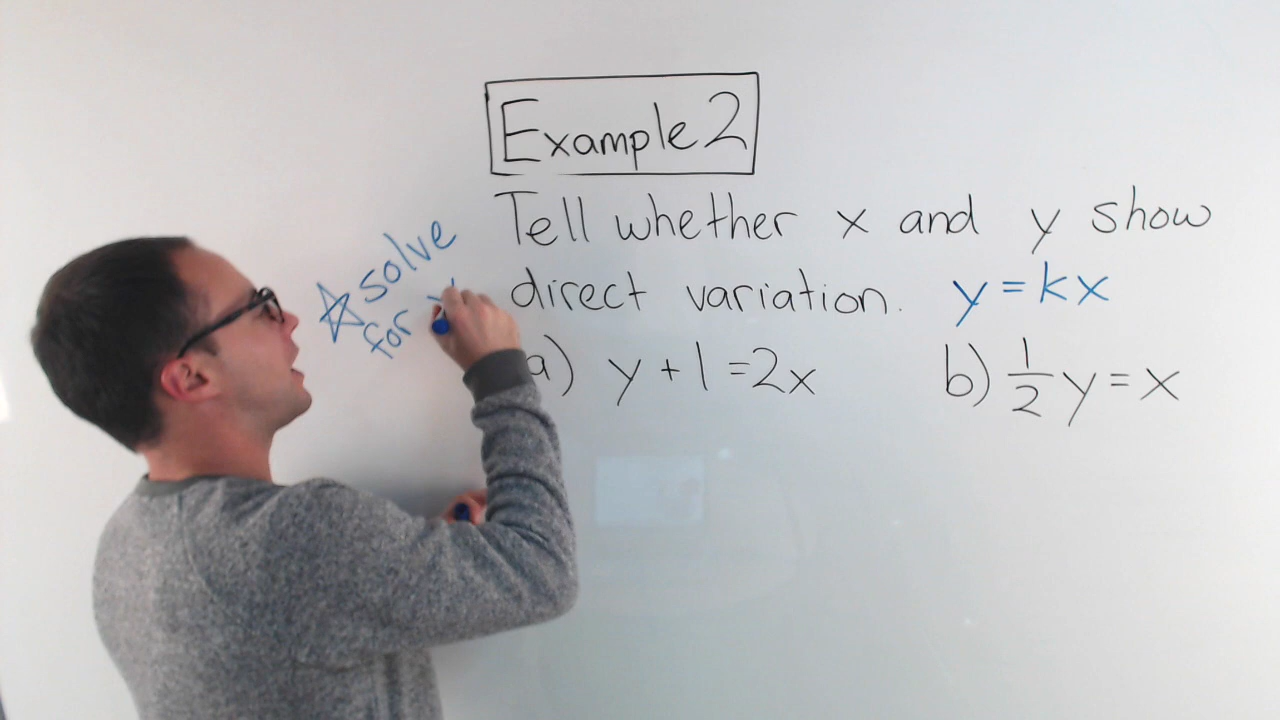 Example 2
Tell whether x and y show
direct variation. y = kx
☆ solve
for y
a) y + 1 = 2x
b) 1/2 y = x